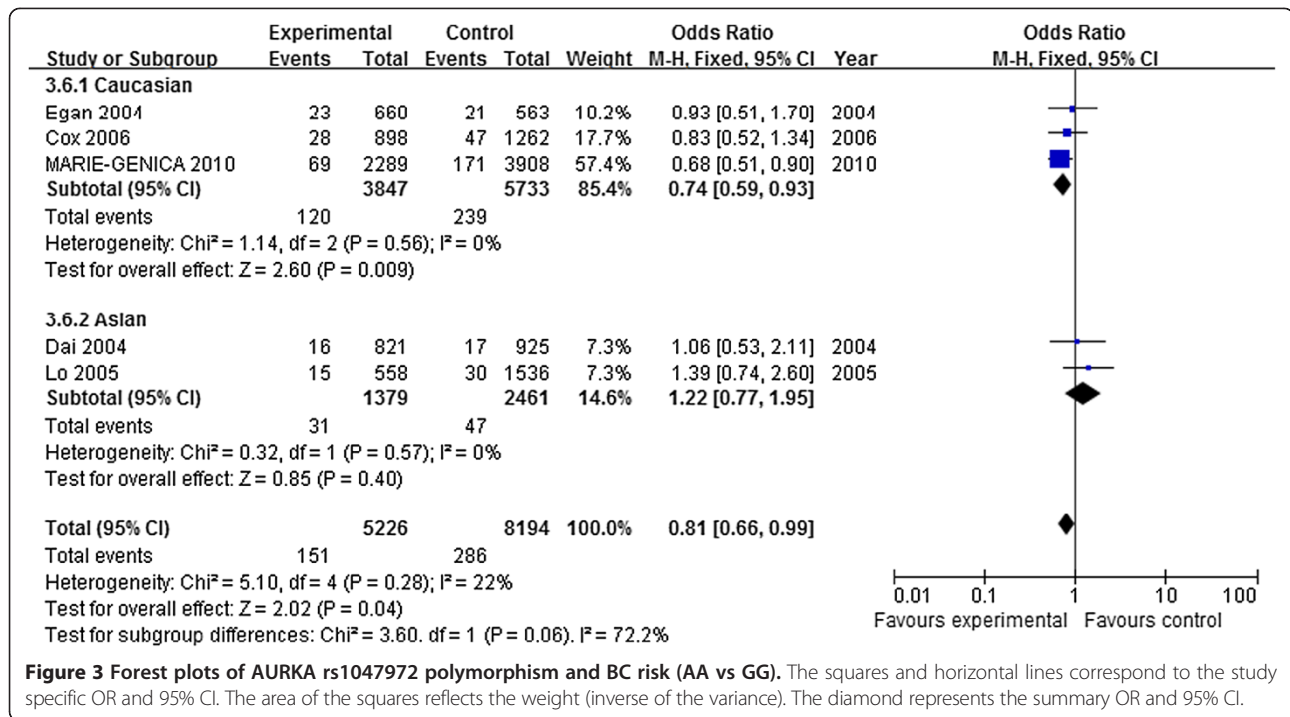 Experimental Control Odds Ratio Odds Ratio
Study or Subgroup Events Total Events Total Weight M-H, Fixed, 95% CI Year M-H, Fixed, 95% CI
3.6.1 Caucasian
Egan 2004 23 660 21 563 10.2% 0.93 [0.51, 1.70] 2004
Cox 2006 28 898 47 1262 17.7% 0.83 [0.52, 1.34] 2006
MARIE-GENICA 2010 69 2289 171 3908 57.4% 0.68 [0.51, 0.90] 2010
Subtotal (95% CI) 3847 5733 85.4% 0.74 [0.59, 0.93]
Total events 120 239
Heterogeneity: Chi² = 1.14, df = 2 (P = 0.56); I² = 0%
Test for overall effect: Z = 2.60 (P = 0.009)
3.6.2 Asian
Dai 2004 16 821 17 925 7.3% 1.06 [0.53, 2.11] 2004
Lo 2005 15 558 30 1536 7.3% 1.39 [0.74, 2.60] 2005
Subtotal (95% CI) 1379 2461 14.6% 1.22 [0.77, 1.95]
Total events 31 47
Heterogeneity: Chi² = 0.32, df = 1 (P = 0.57); I² = 0%
Test for overall effect: Z = 0.85 (P = 0.40)
Total (95% CI) 5226 8194 100.0% 0.81 [0.66, 0.99]
Total events 151 286
Heterogeneity: Chi² = 5.10, df = 4 (P = 0.28); I² = 22%
Test for overall effect: Z = 2.02 (P = 0.04)
Test for subgroup differences: Chi² = 3.60. df = 1 (P = 0.06). I² = 72.2%
0.01 0.1 1 10 100
Favours experimental Favours control
Figure 3 Forest plots of AURKA rs1047972 polymorphism and BC risk (AA vs GG). The squares and horizontal lines correspond to the study
specific OR and 95% CI. The area of the squares reflects the weight (inverse of the variance). The diamond represents the summary OR and 95% CI.